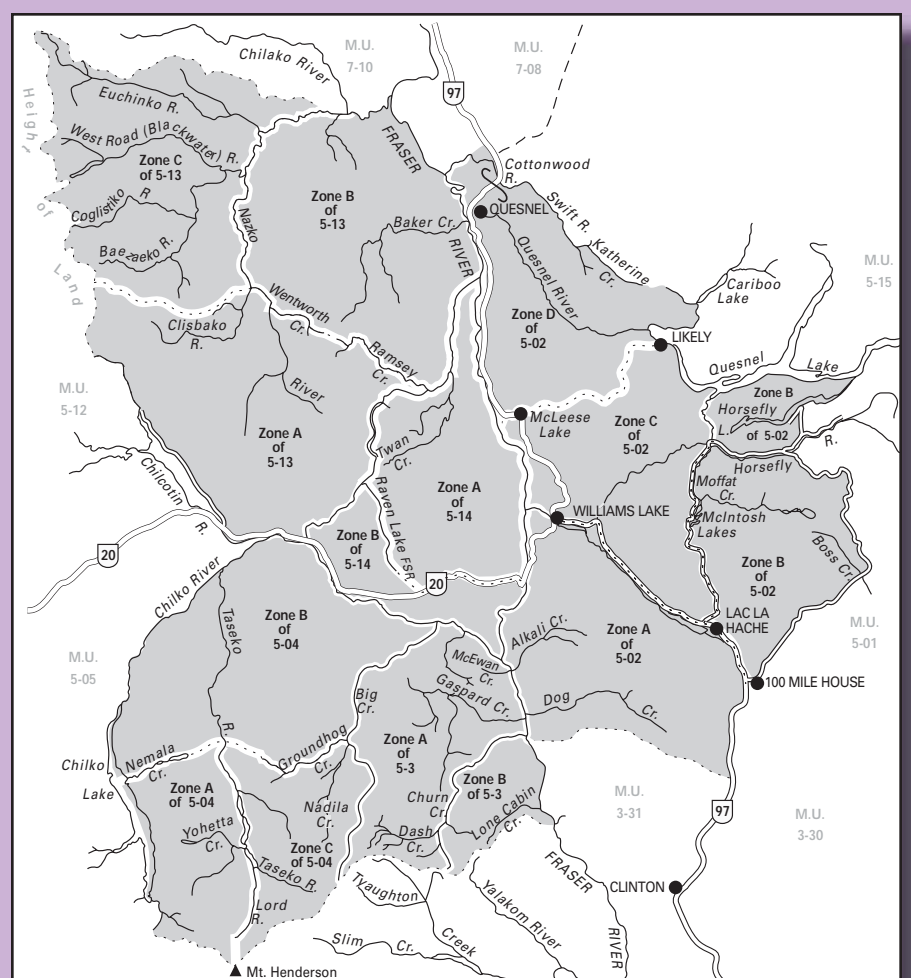 Chilako River
M.U.
7-10
M.U.
7-08
97
Height
of
Land
Euchinko R.
West Road (Blackwater) R.
Zone C
of 5-13
Coglistiko
R
Baezaeko R.
Nazko
Zone B
of
5-13
FRASER
RIVER
Baker Cr.
Cottonwood
R.
QUESNEL
Swift R.
Katherine
Cr.
Quesnel River
Cariboo
Lake
M.U.
5-15
Clisbako
R.
Wentworth
Cr.
Ramsey
Cr.
River
Zone D
of
5-02
LIKELY
Quesnel
Lake
M.U.
5-12
Zone A
of
5-13
Twan
Cr.
McLeese
Lake
Zone C
of
5-02
Zone B
Horsefly
L.
of 5-02
R.
Horsefly
Chilcotin
R.
Raven Lake FSR
Zone A
of
5-14
Zone B
of
5-14
WILLIAMS LAKE
Moffat
Cr.
McIntosh
Lakes
Boss Cr.
Zone B
of
5-02
20
20
Chilko River
Taseko
R.
Zone B
of
5-04
LAC LA
HACHE
M.U.
5-01
M.U.
5-05
Alkali Cr.
Zone A
of
5-02
McEwan
Cr.
Gaspard Cr.
Dog
Cr.
100 MILE HOUSE
Big
Cr.
Groundhog
Cr.
Zone A
of
5-3
Chilko
Lake
Nemala
Cr.
Zone A
of 5-04
Yohetta
Cr.
Nadila
Cr.
Zone C
of 5-04
Taseko R.
Lord
R.
Churn
Cr.
Dash
Cr.
Zone B
of 5-3
Lone Cabin
Cr.
M.U.
3-31
97
M.U.
3-30
FRASER
RIVER
CLINTON
Tyaughton
Creek
Yalakom River
Slim Cr.
Mt. Henderson